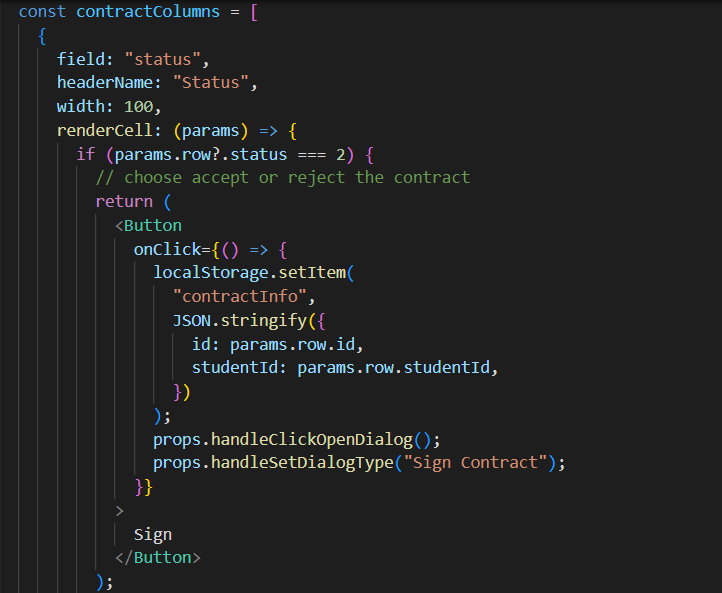 const contractColumns = [
{
field: "status",
headerName: "Status",
width: 100,
renderCell: (params) => {
if (params.row?.status === 2) {
// choose accept or reject the contract
return (
<Button
onClick={() => {
localStorage.setItem(
"contractInfo",
JSON.stringify({
id: params.row.id,
studentId: params.row.studentId,
})
);
props.handleClickOpenDialog();
props.handleSetDialogType("Sign Contract");
}}
>
Sign
</Button>
);